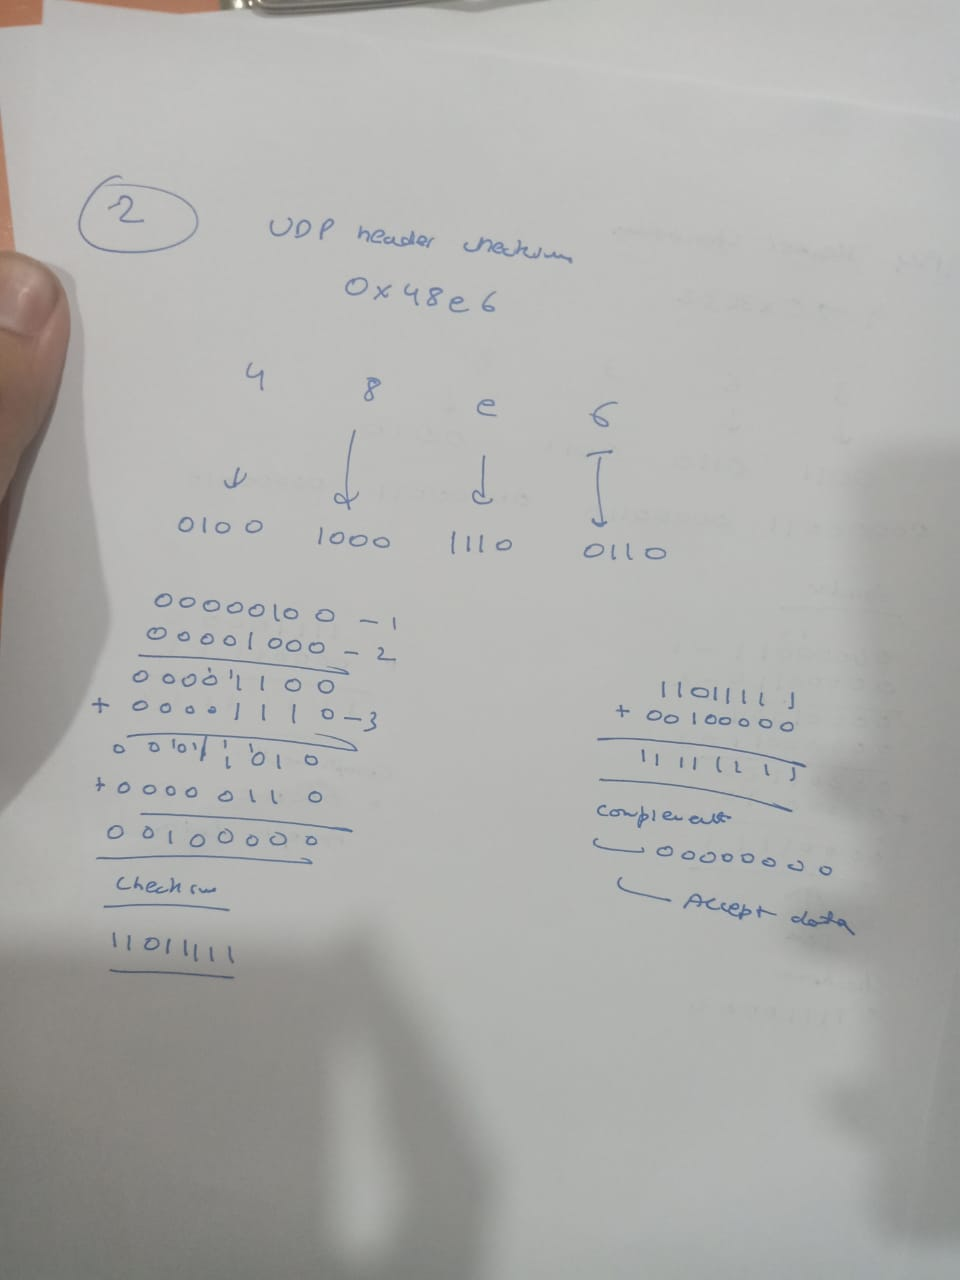 2
UDP header checksum
0x48e6
4 8 e 6
0100 1000 1110 0110
00000100 - 1
00001000 - 2
00001100
+ 00001110 - 3
00011010
+ 00000110
00100000
Checksum
11011111
11011111
+ 00100000
11111111
Complement
00000000
Accept data